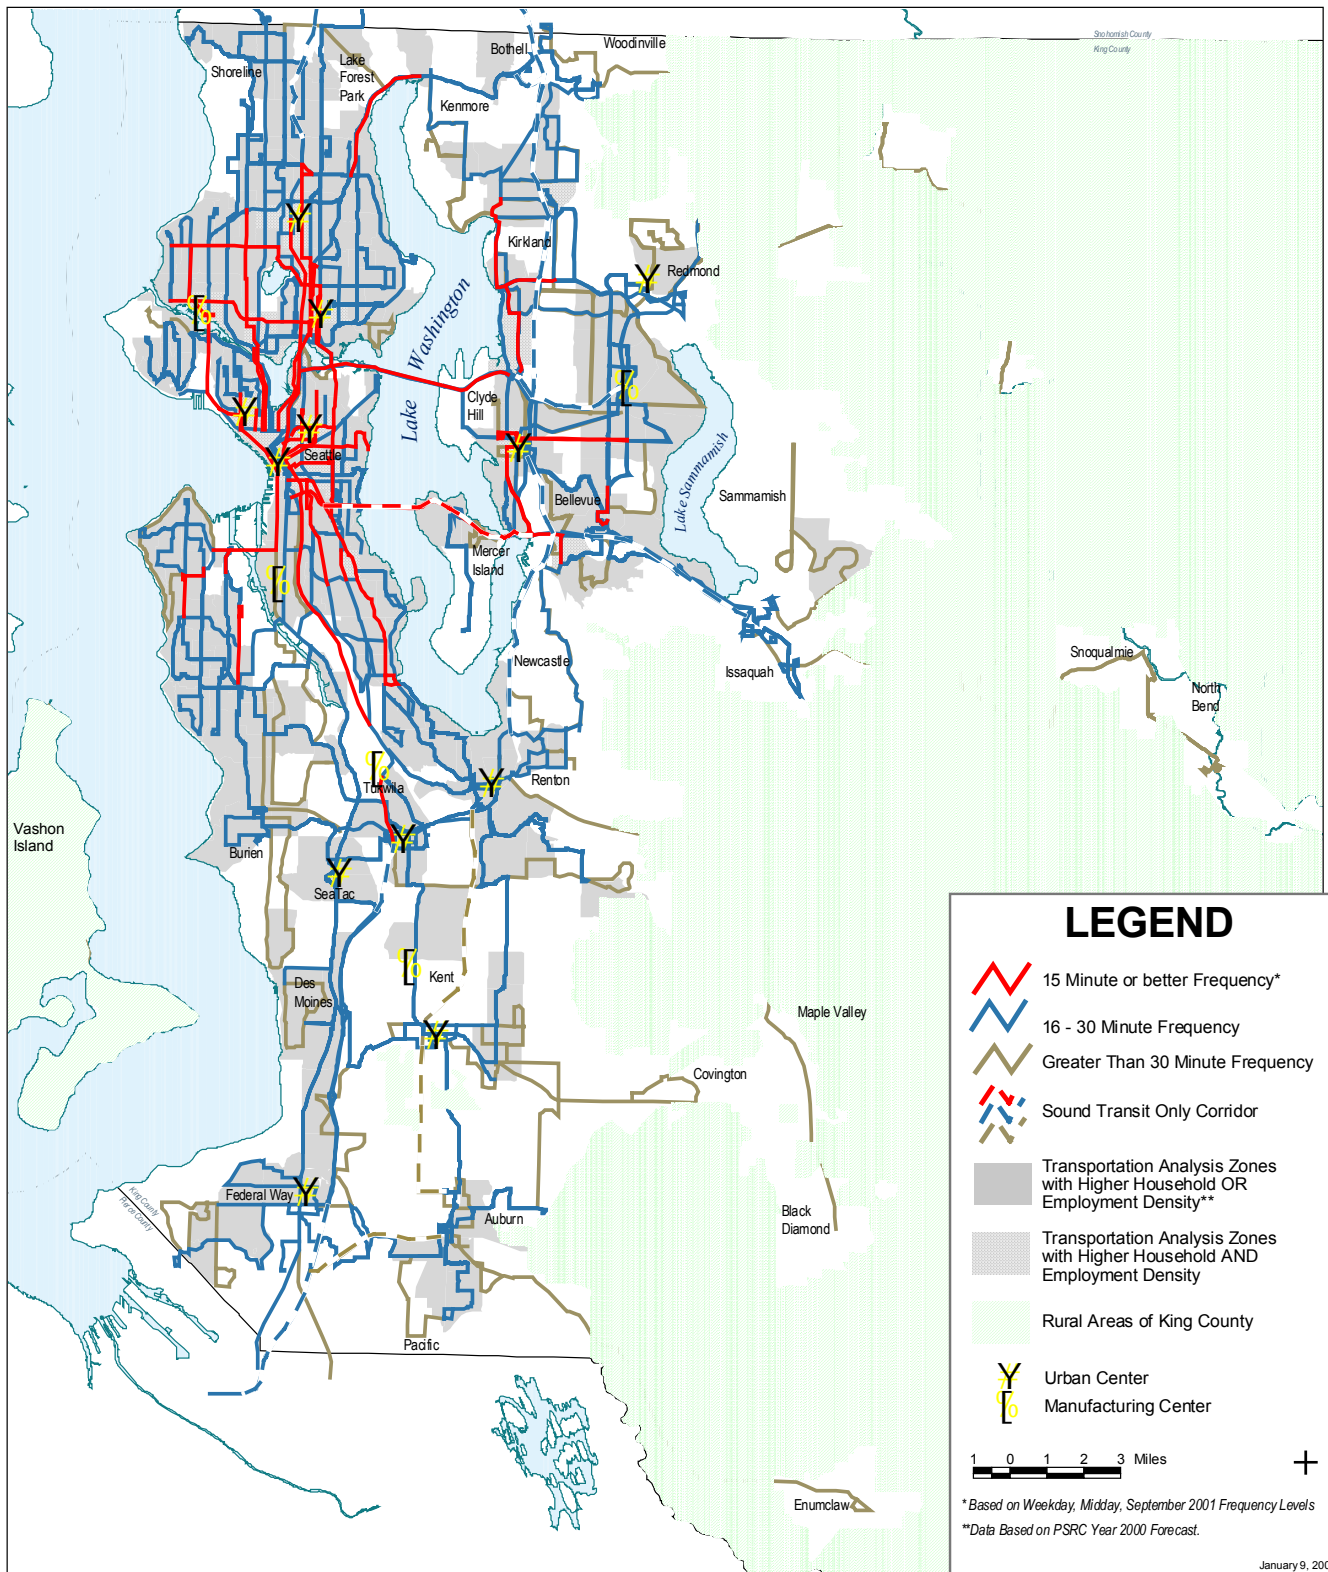 Snohomish County
King County
Woodinville
Bothell
Shoreline
Lake
Forest
Park
Kenmore
Kirkland
Redmond
Lake Washington
Clyde
Hill
Seattle
Lake Sammamish
Sammamish
Bellevue
Mercer
Island
Newcastle
Issaquah
Snoqualmie
North
Bend
Renton
Tukwila
Vashon
Island
Burien
SeaTac
Kent
Des
Moines
Maple Valley
Covington
Black
Diamond
Federal Way
King County
Auburn
Pacific
Enumclaw
LEGEND
15 Minute or better Frequency*
16 - 30 Minute Frequency
Greater Than 30 Minute Frequency
Sound Transit Only Corridor
Transportation Analysis Zones
with Higher Household OR
Employment Density**
Transportation Analysis Zones
with Higher Household AND
Employment Density
Rural Areas of King County
Urban Center
Manufacturing Center
1 0 1 2 3 Miles
* Based on Weekday, Midday, September 2001 Frequency Levels
**Data Based on PSRC Year 2000 Forecast.
January 9, 200